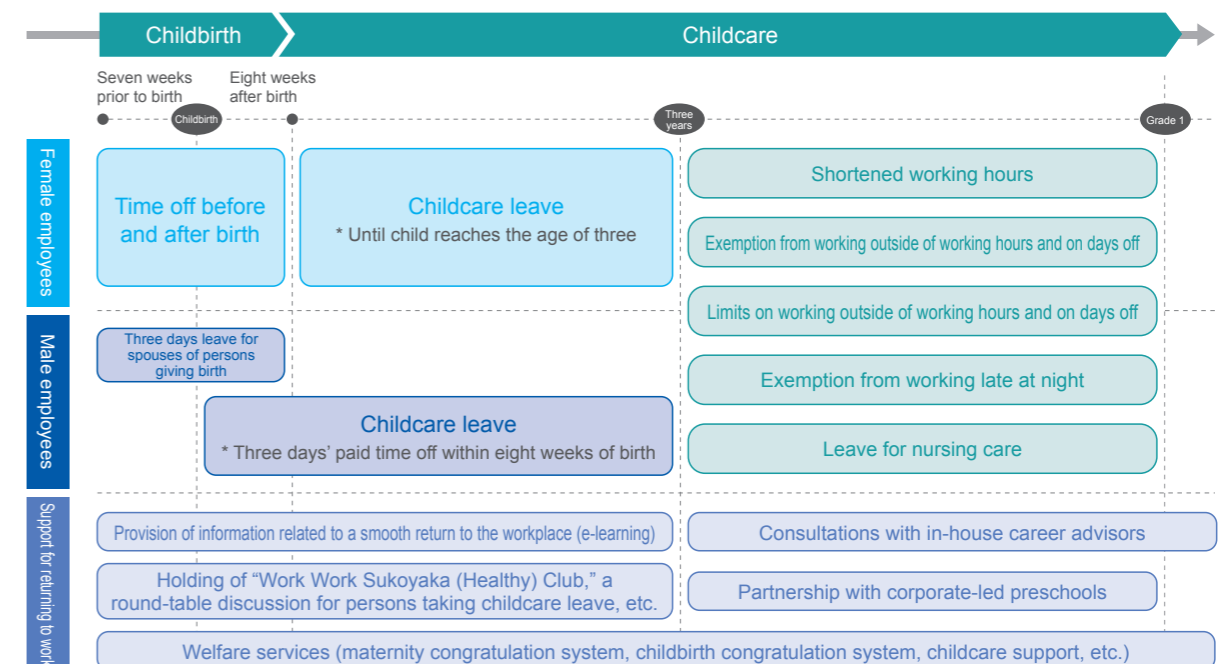 Childbirth
Childcare
Seven weeks
prior to birth
Eight weeks
after birth
Childbirth
Three
years
Grade 1
Female employees
Time off before
and after birth
Childcare leave
* Until child reaches the age of three
Shortened working hours
Exemption from working outside of working hours and on days off
Limits on working outside of working hours and on days off
Male employees
Three days leave for
spouses of persons
giving birth
Childcare leave
* Three days’ paid time off within eight weeks of birth
Exemption from working late at night
Leave for nursing care
Support for returning to work
Provision of information related to a smooth return to the workplace (e-learning)
Consultations with in-house career advisors
Holding of “Work Work Sukoyaka (Healthy) Club,” a
round-table discussion for persons taking childcare leave, etc.
Partnership with corporate-led preschools
Welfare services (maternity congratulation system, childbirth congratulation system, childcare support, etc.)